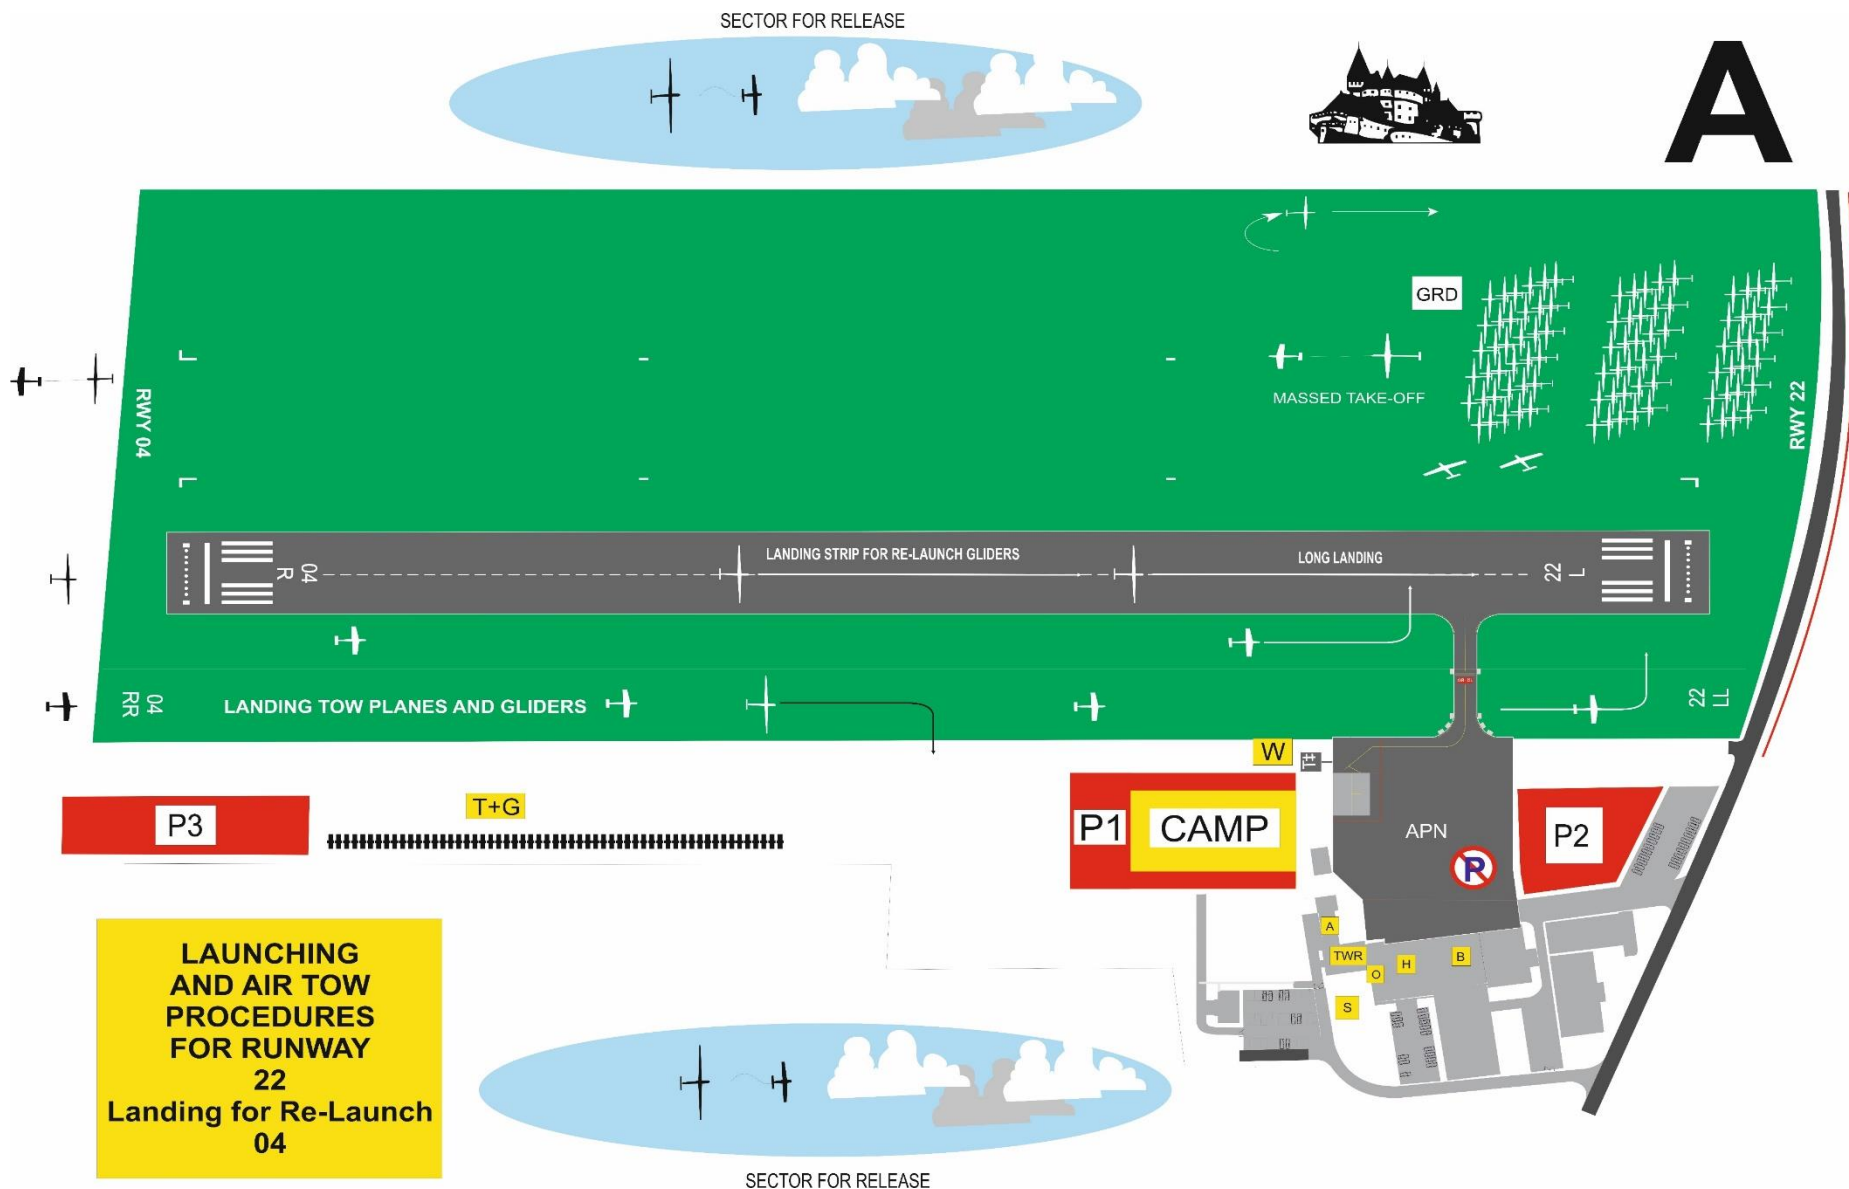 SECTOR FOR RELEASE
A
GRD
MASSED TAKE-OFF
RWY 04
RWY 22
04
R
LANDING STRIP FOR RE-LAUNCH GLIDERS
LONG LANDING
22
L
04
RR
LANDING TOW PLANES AND GLIDERS
22
LL
W
P3
T+G
P1
CAMP
APN
P
P2
A
TWR
O
H
B
S
LAUNCHING
AND AIR TOW
PROCEDURES
FOR RUNWAY
22
Landing for Re-Launch
04
SECTOR FOR RELEASE